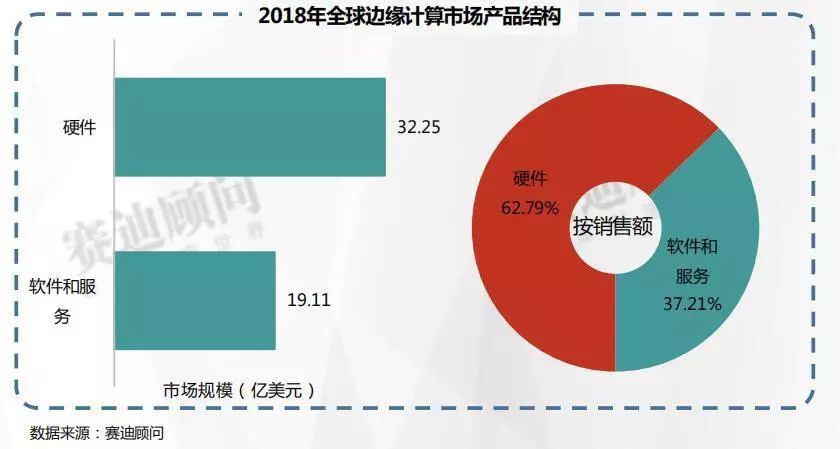 2018年全球边缘计算市场产品结构
硬件
32.25
软件和服
务
19.11
市场规模（亿美元）
硬件
62.79%
按销售额
软件和
服务
37.21%
赛迪顾问
数据来源：赛迪顾问